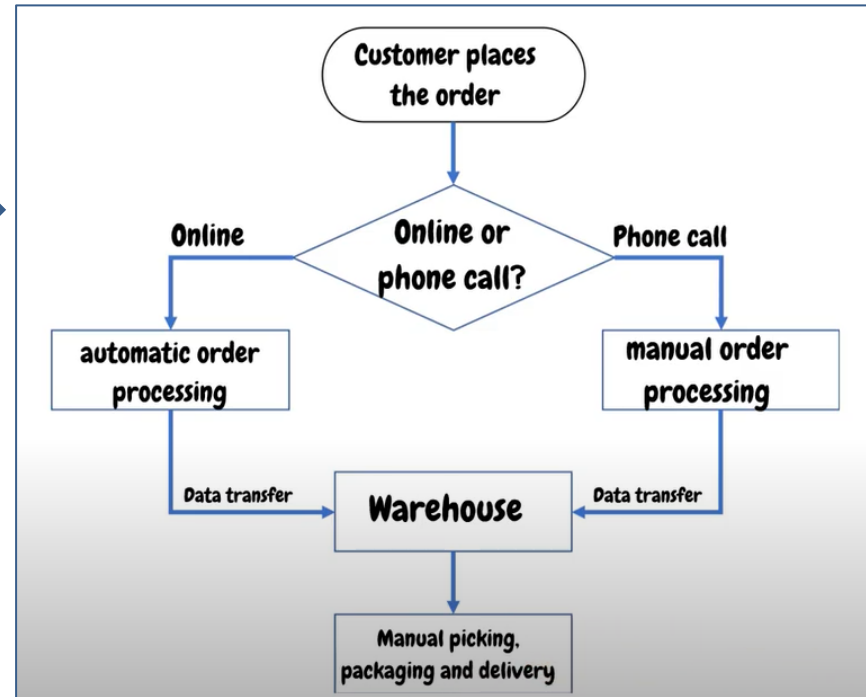 Customer places
the order
Online or
phone call?
Online
Phone call
automatic order
processing
manual order
processing
Data transfer
Data transfer
Warehouse
Manual picking,
packaging and delivery